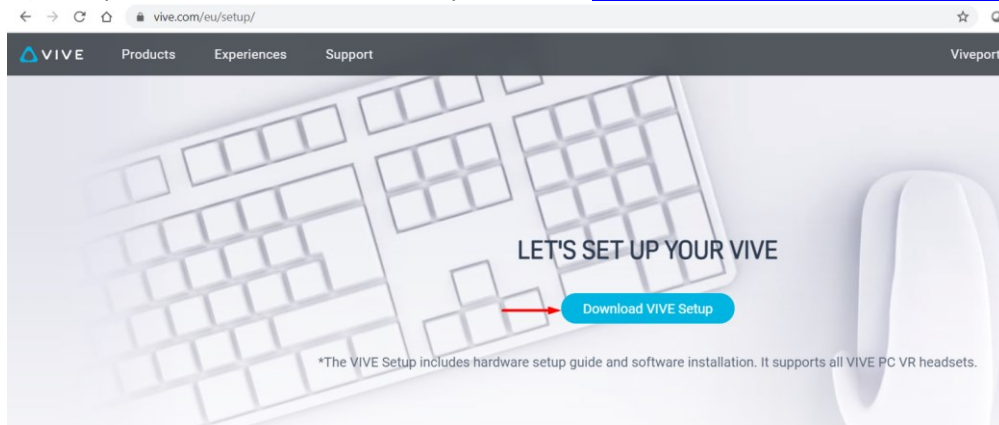 vive.com/eu/setup/
VIVE Products Experiences Support Viveport
LET'S SET UP YOUR VIVE
Download VIVE Setup
*The VIVE Setup includes hardware setup guide and software installation. It supports all VIVE PC VR headsets.